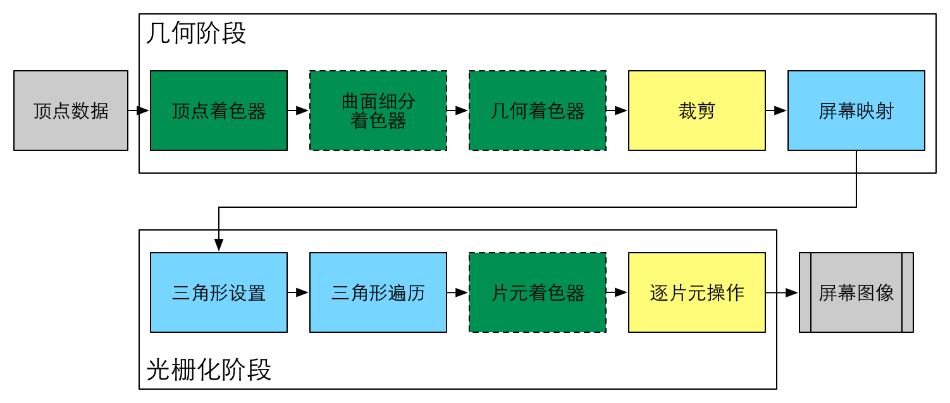 几何阶段
顶点数据
顶点着色器
曲面细分
着色器
几何着色器
裁剪
屏幕映射
三角形设置
三角形遍历
片元着色器
逐片元操作
屏幕图像
光栅化阶段